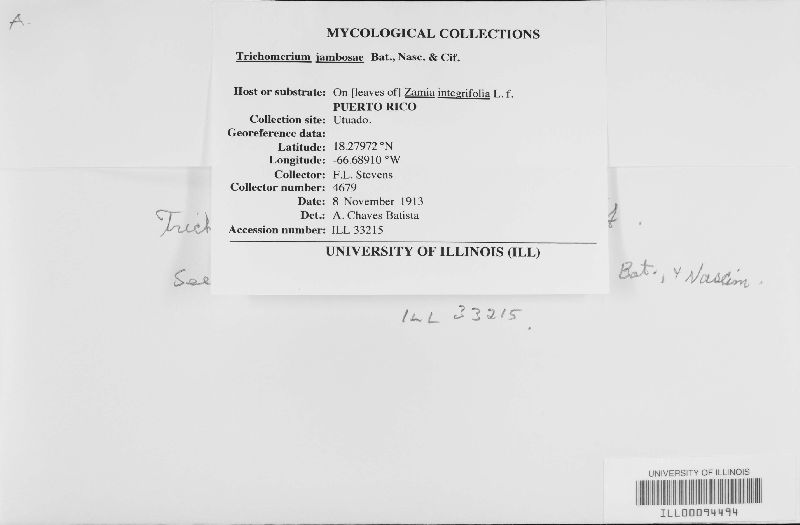 A.
MYCOLOGICAL COLLECTIONS
Trichomerium jambosae Bat., Nasc. & Cif.
Host or substrate: On [leaves of] Zamia integrifolia L. f.
PUERTO RICO
Collection site: Utuado.
Georeference data:
Latitude: 18.27972 °N
Longitude: -66.68910 °W
Collector: F.L. Stevens
Collector number: 4679
Date: 8 November 1913
Det.: A. Chaves Batista
Accession number: ILL 33215
UNIVERSITY OF ILLINOIS (ILL)
Trich f.
See Bat., & Nascim.
ILL 33215.
UNIVERSITY OF ILLINOIS
ILL00094494